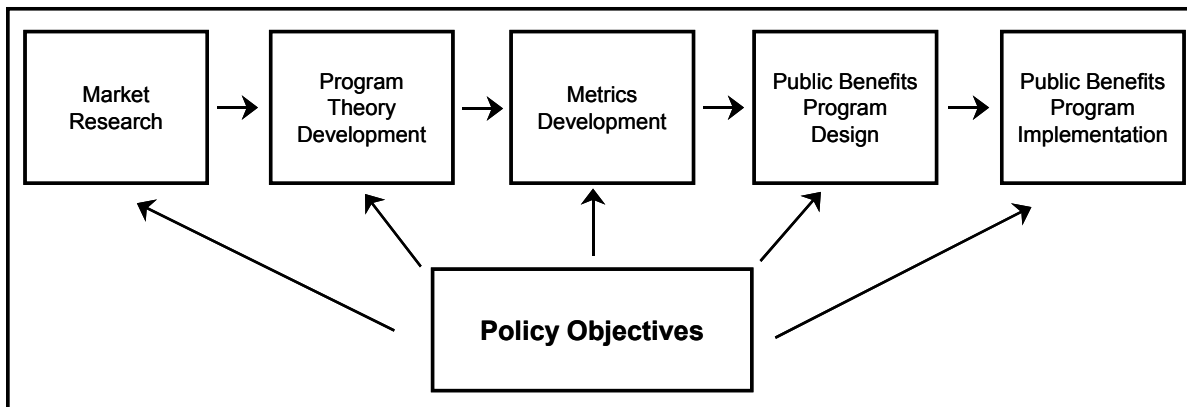 Market
Research
Program
Theory
Development
Metrics
Development
Public Benefits
Program
Design
Public Benefits
Program
Implementation
Policy Objectives